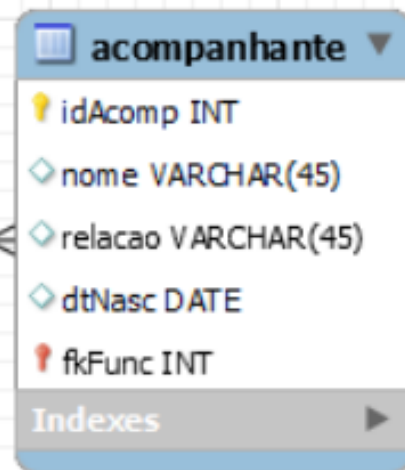 acompanhante
idAcomp INT
nome VARCHAR(45)
relacao VARCHAR(45)
dtNasc DATE
fkFunc INT
Indexes